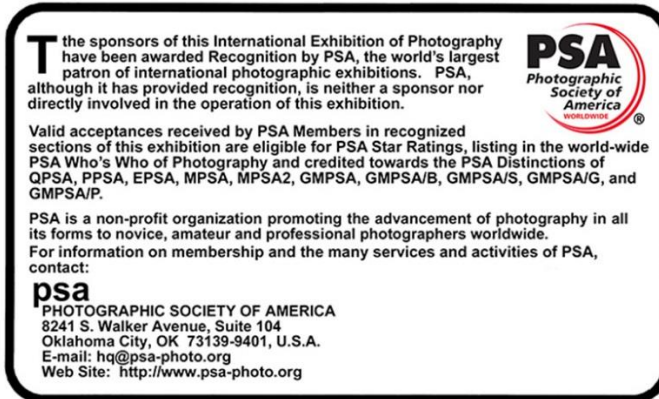 The sponsors of this International Exhibition of Photography
have been awarded Recognition by PSA, the world's largest
patron of international photographic exhibitions. PSA,
although it has provided recognition, is neither a sponsor nor
directly involved in the operation of this exhibition.
PSA
Photographic
Society of
America
WORLDWIDE
®
Valid acceptances received by PSA Members in recognized
sections of this exhibition are eligible for PSA Star Ratings, listing in the world-wide
PSA Who's Who of Photography and credited towards the PSA Distinctions of
QPSA, PPSA, EPSA, MPSA, MPSA2, GMPSA, GMPSA/B, GMPSA/S, GMPSA/G, and
GMPSA/P.
PSA is a non-profit organization promoting the advancement of photography in all
its forms to novice, amateur and professional photographers worldwide.
For information on membership and the many services and activities of PSA,
contact:
psa
PHOTOGRAPHIC SOCIETY OF AMERICA
8241 S. Walker Avenue, Suite 104
Oklahoma City, OK 73139-9401, U.S.A.
E-mail: hq@psa-photo.org
Web Site: http://www.psa-photo.org